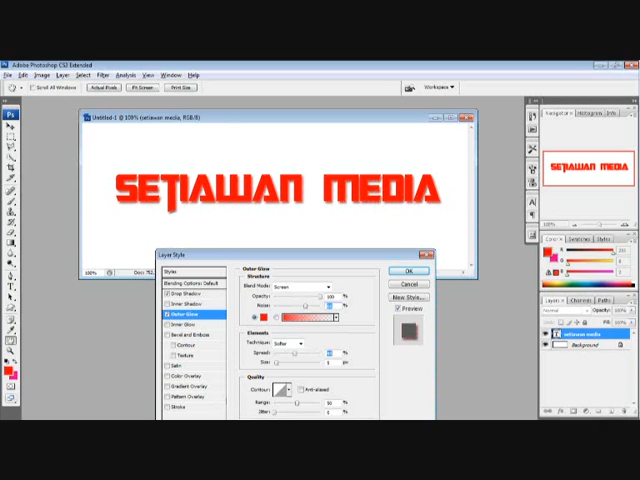 Adobe Photoshop CS3 Extended
File Edit Image Layer Select Filter Analysis View Window Help
Scroll All Windows Actual Pixels Fit Screen Print Size Workspace
Untitled-1 @ 100% (setiawan media, RGB/8)
SETIAWAN MEDIA
100%
Layer Style
Styles
Blending Options: Default
Drop Shadow
Inner Shadow
Outer Glow
Inner Glow
Bevel and Emboss
Contour
Texture
Satin
Color Overlay
Gradient Overlay
Pattern Overlay
Stroke
Outer Glow
Structure
Blend Mode: Screen
Opacity: 100 %
Noise: %
Elements
Technique: Softer
Spread: %
Size: px
Quality
Contour: Anti-aliased
Range: 50 %
Jitter: 0 %
OK
Cancel
New Style...
Preview
Navigator Histogram Info
SETIAWAN MEDIA
100%
Color Swatches Styles
Layers Channels Paths
Normal Opacity: 100%
Lock: Fill: 100%
setiawan media
Background